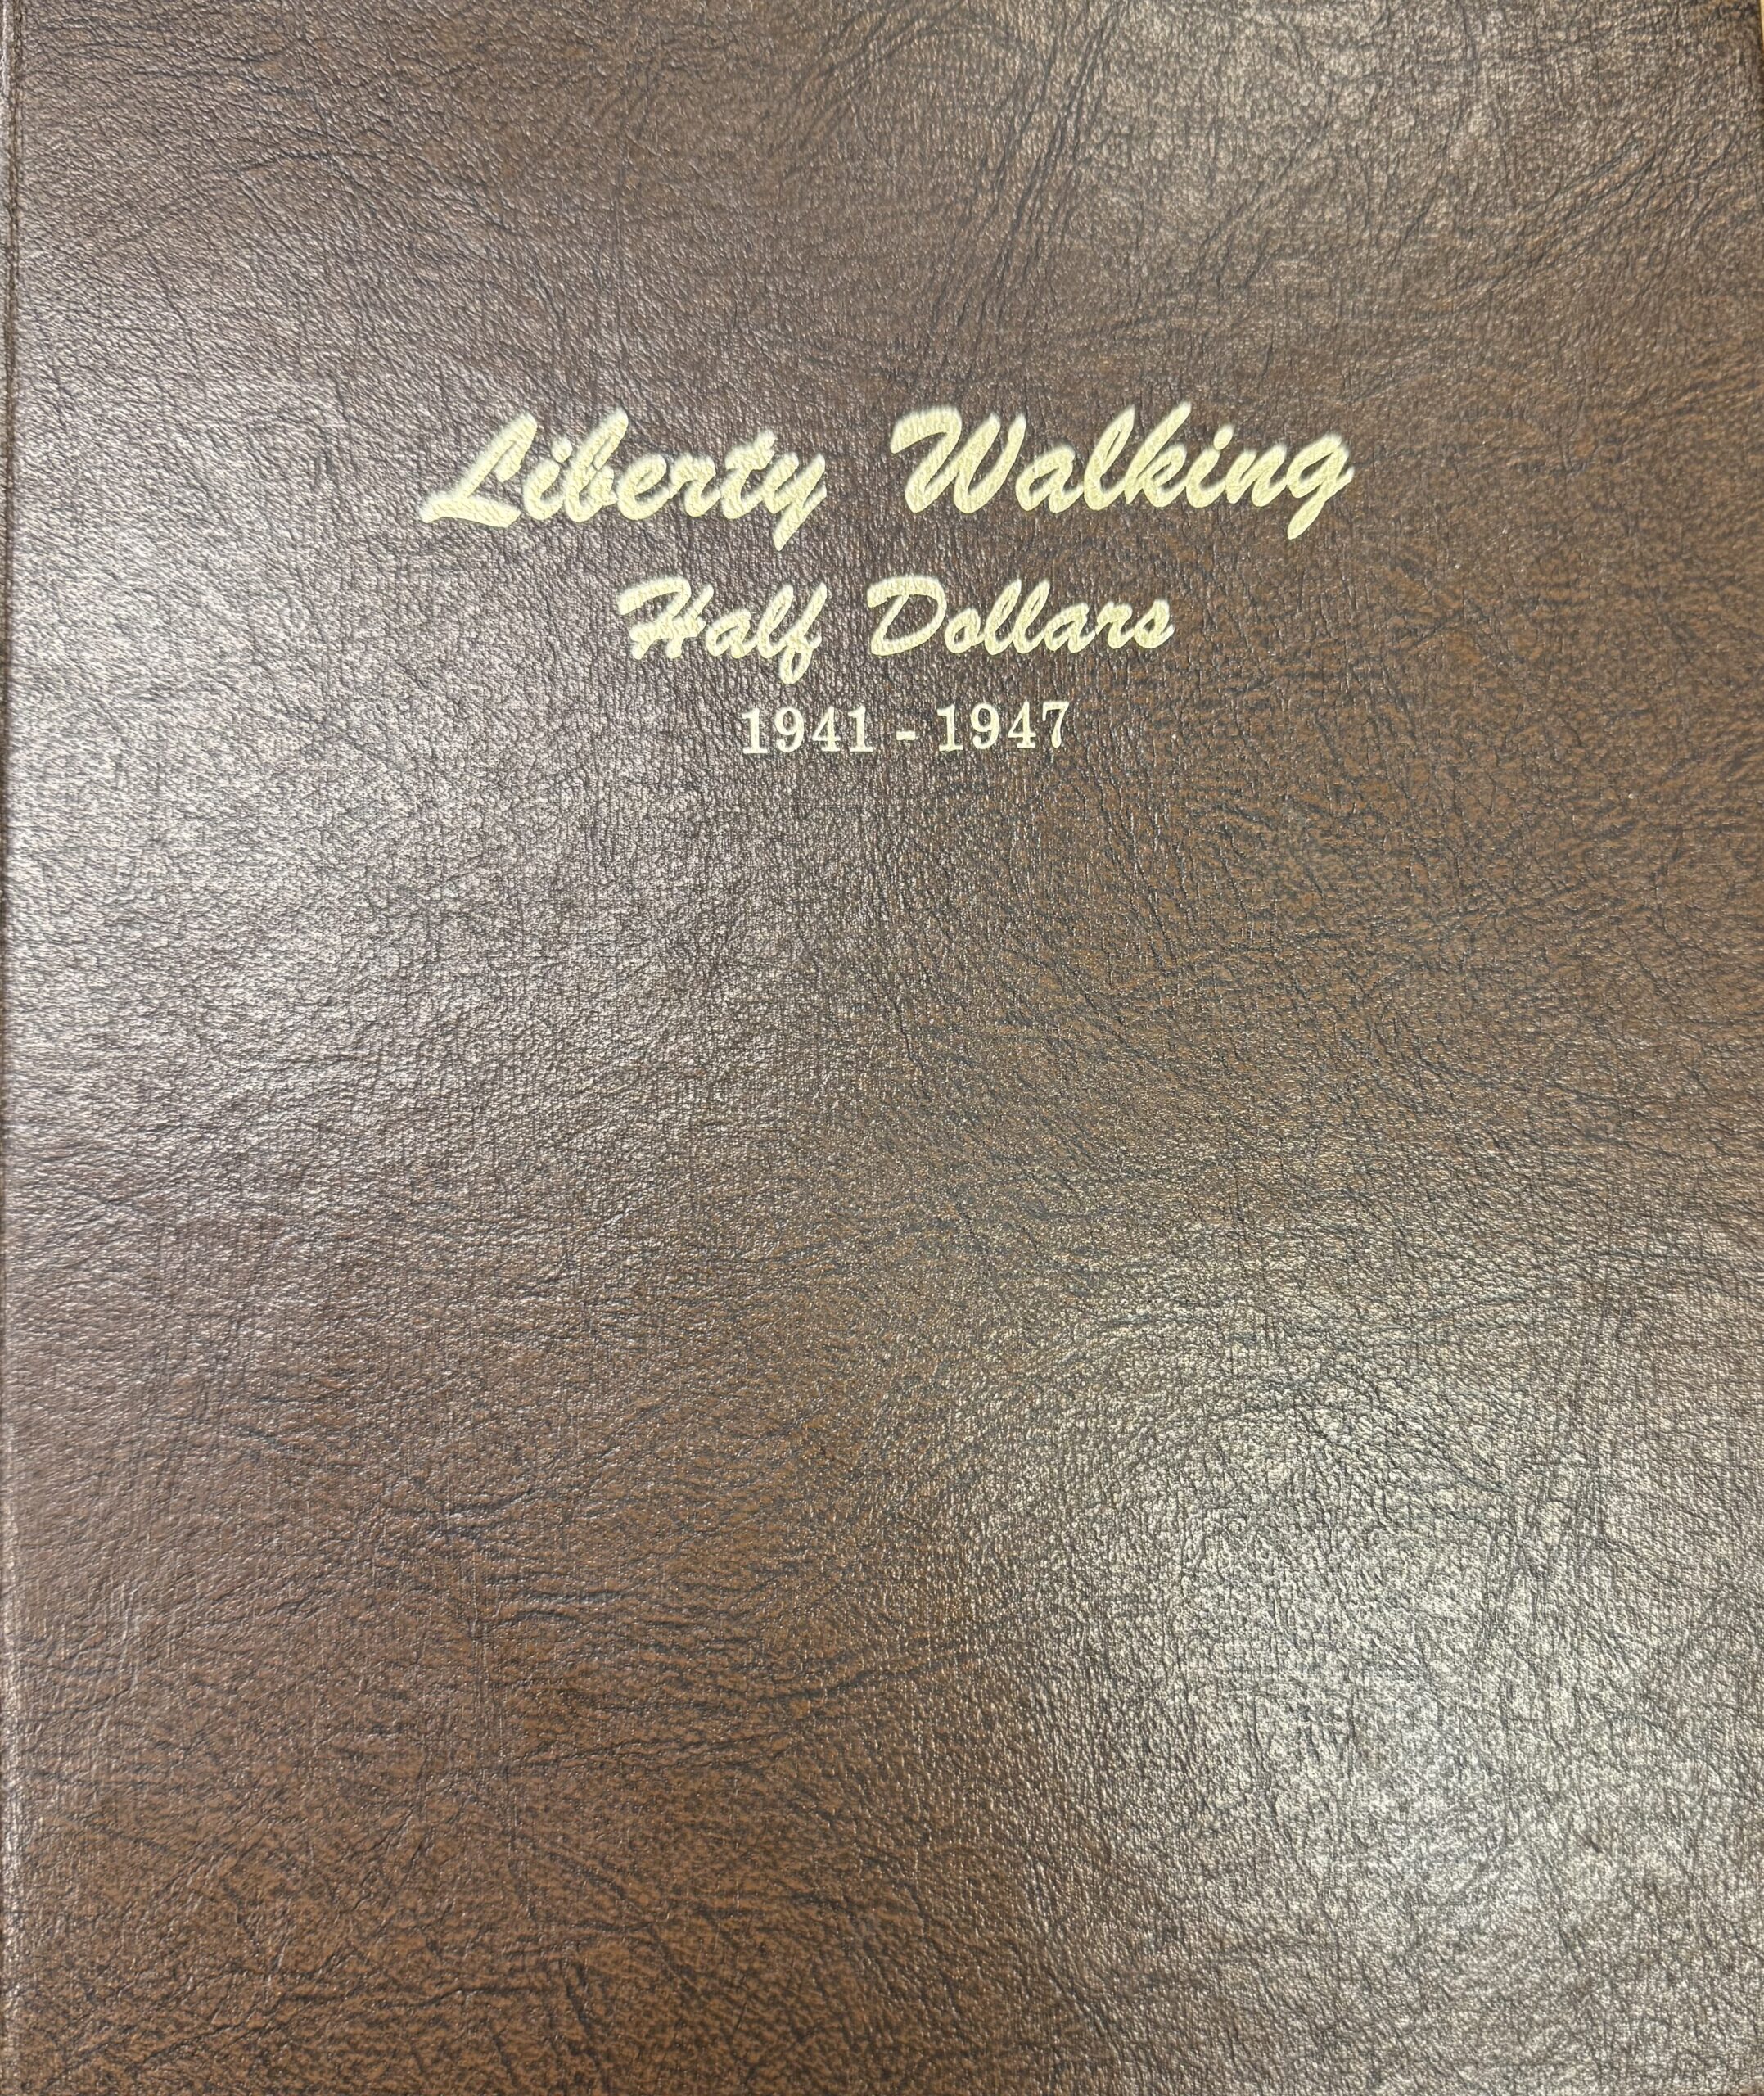 Liberty Walking
Half Dollars
1941 - 1947